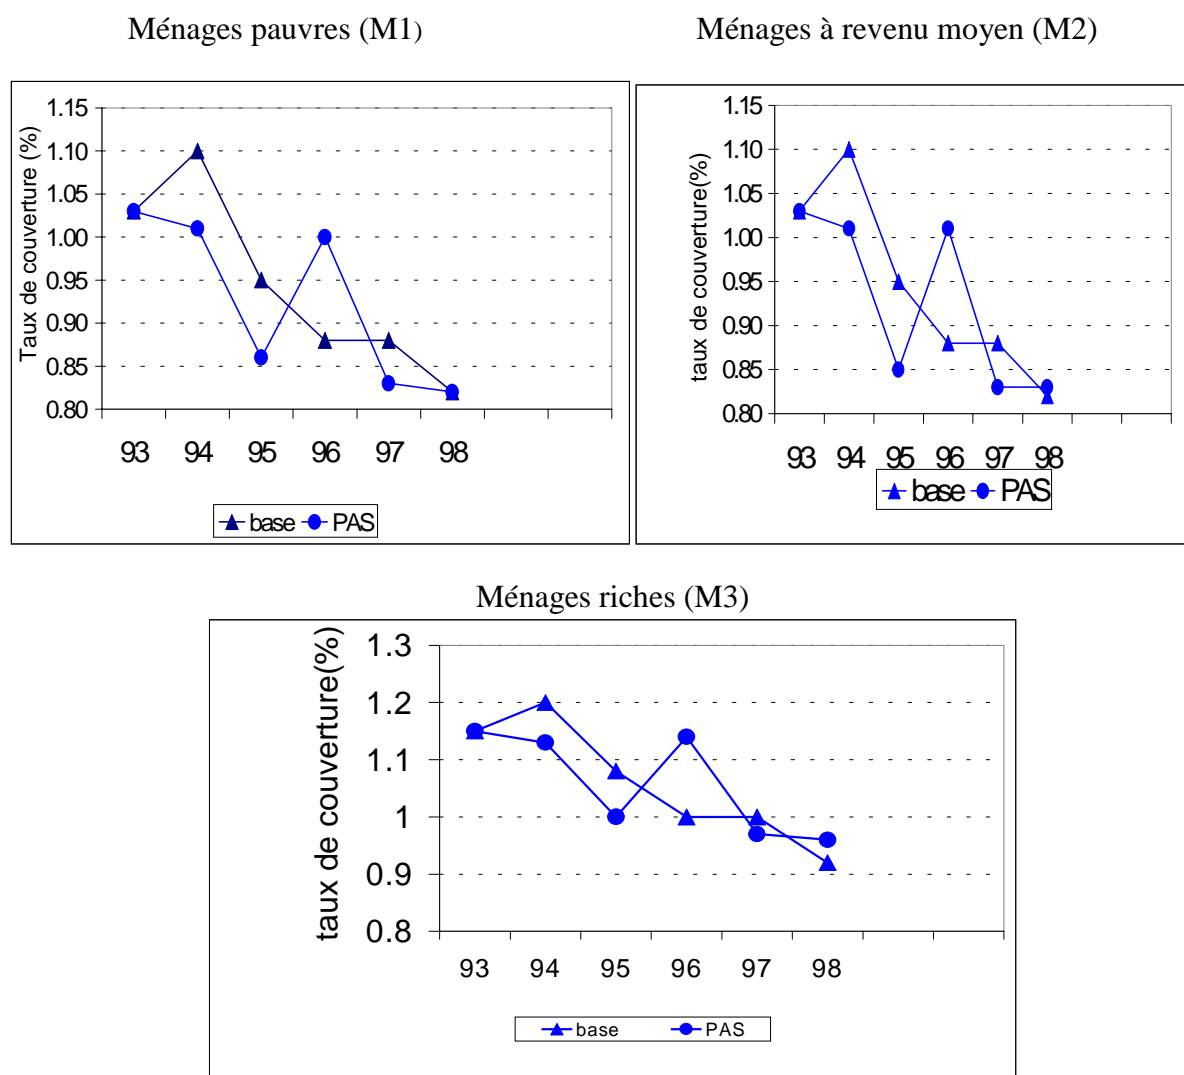 Ménages pauvres (M1)
Ménages à revenu moyen (M2)
Taux de couverture (%)
1.15
1.10
1.05
1.00
0.95
0.90
0.85
0.80
93 94 95 96 97 98
base PAS
taux de couverture(%)
1.15
1.10
1.05
1.00
0.95
0.90
0.85
0.80
93 94 95 96 97 98
base PAS
Ménages riches (M3)
taux de couverture(%)
1.3
1.2
1.1
1
0.9
0.8
93 94 95 96 97 98
base PAS